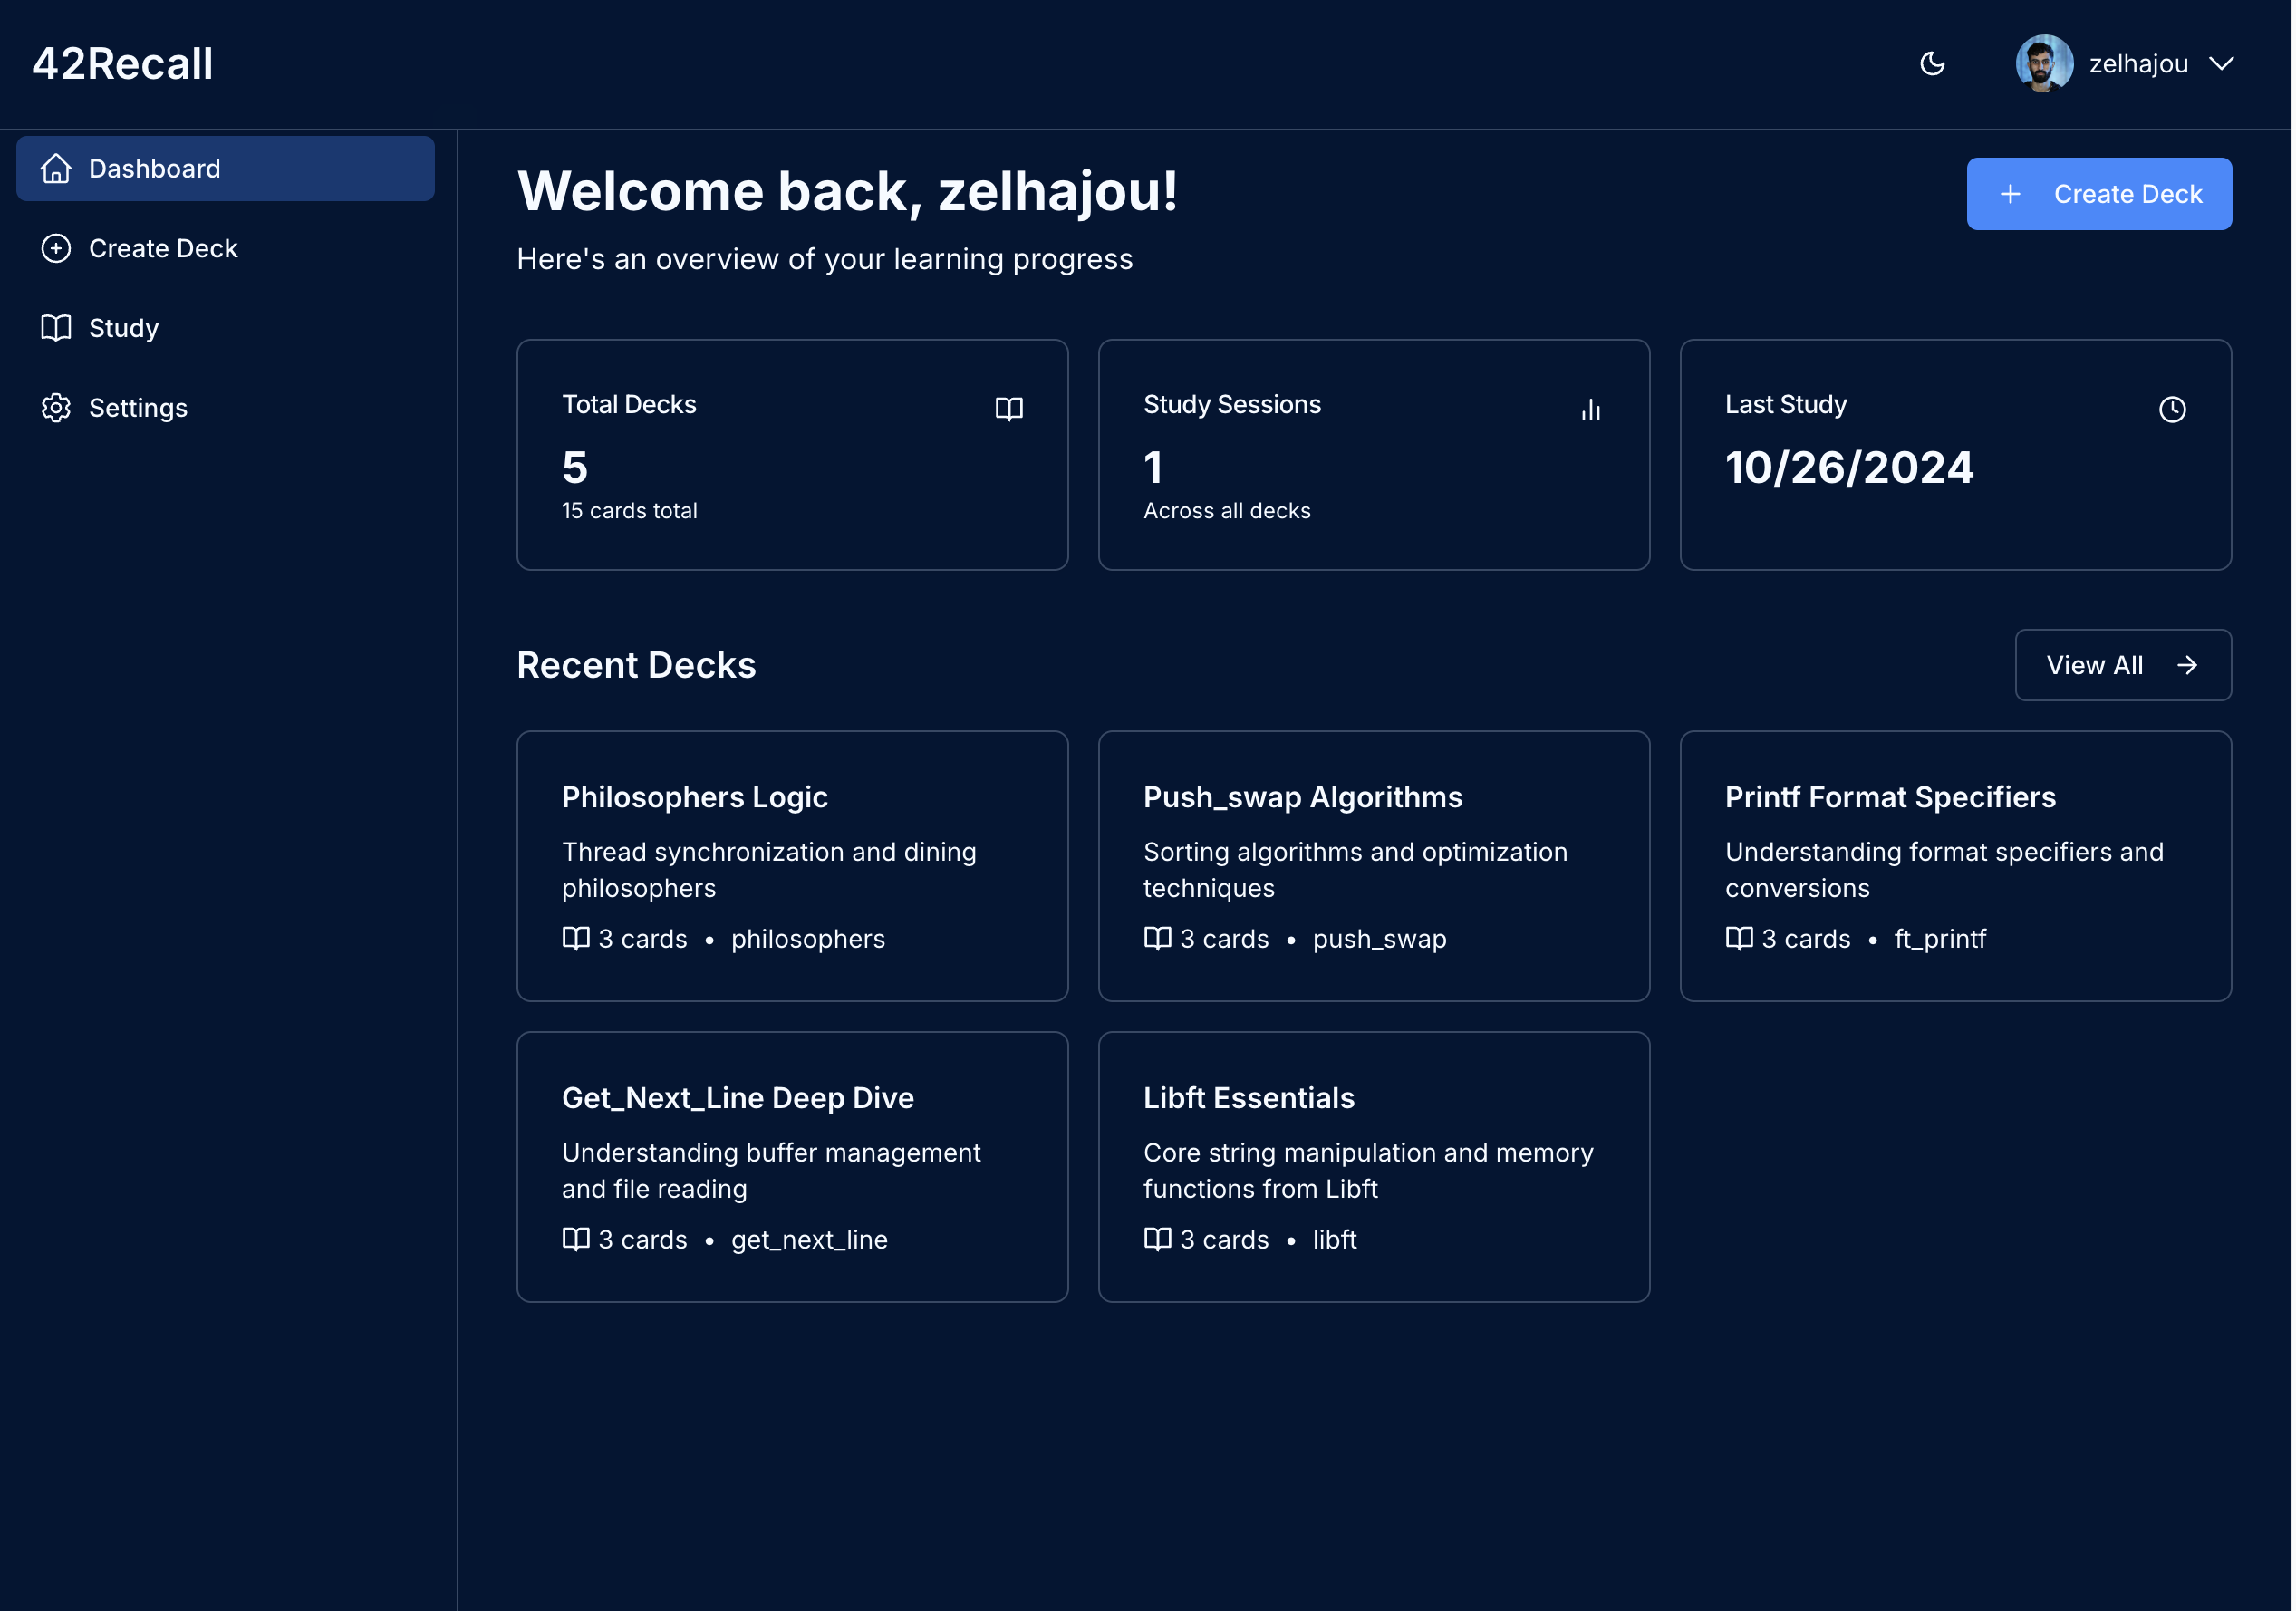 42Recall
zelhajou
Dashboard
Create Deck
Study
Settings
Welcome back, zelhajou!
Here's an overview of your learning progress
Create Deck
Total Decks
5
15 cards total
Study Sessions
1
Across all decks
Last Study
10/26/2024
Recent Decks
View All
Philosophers Logic
Thread synchronization and dining
philosophers
3 cards • philosophers
Push_swap Algorithms
Sorting algorithms and optimization
techniques
3 cards • push_swap
Printf Format Specifiers
Understanding format specifiers and
conversions
3 cards • ft_printf
Get_Next_Line Deep Dive
Understanding buffer management
and file reading
3 cards • get_next_line
Libft Essentials
Core string manipulation and memory
functions from Libft
3 cards • libft